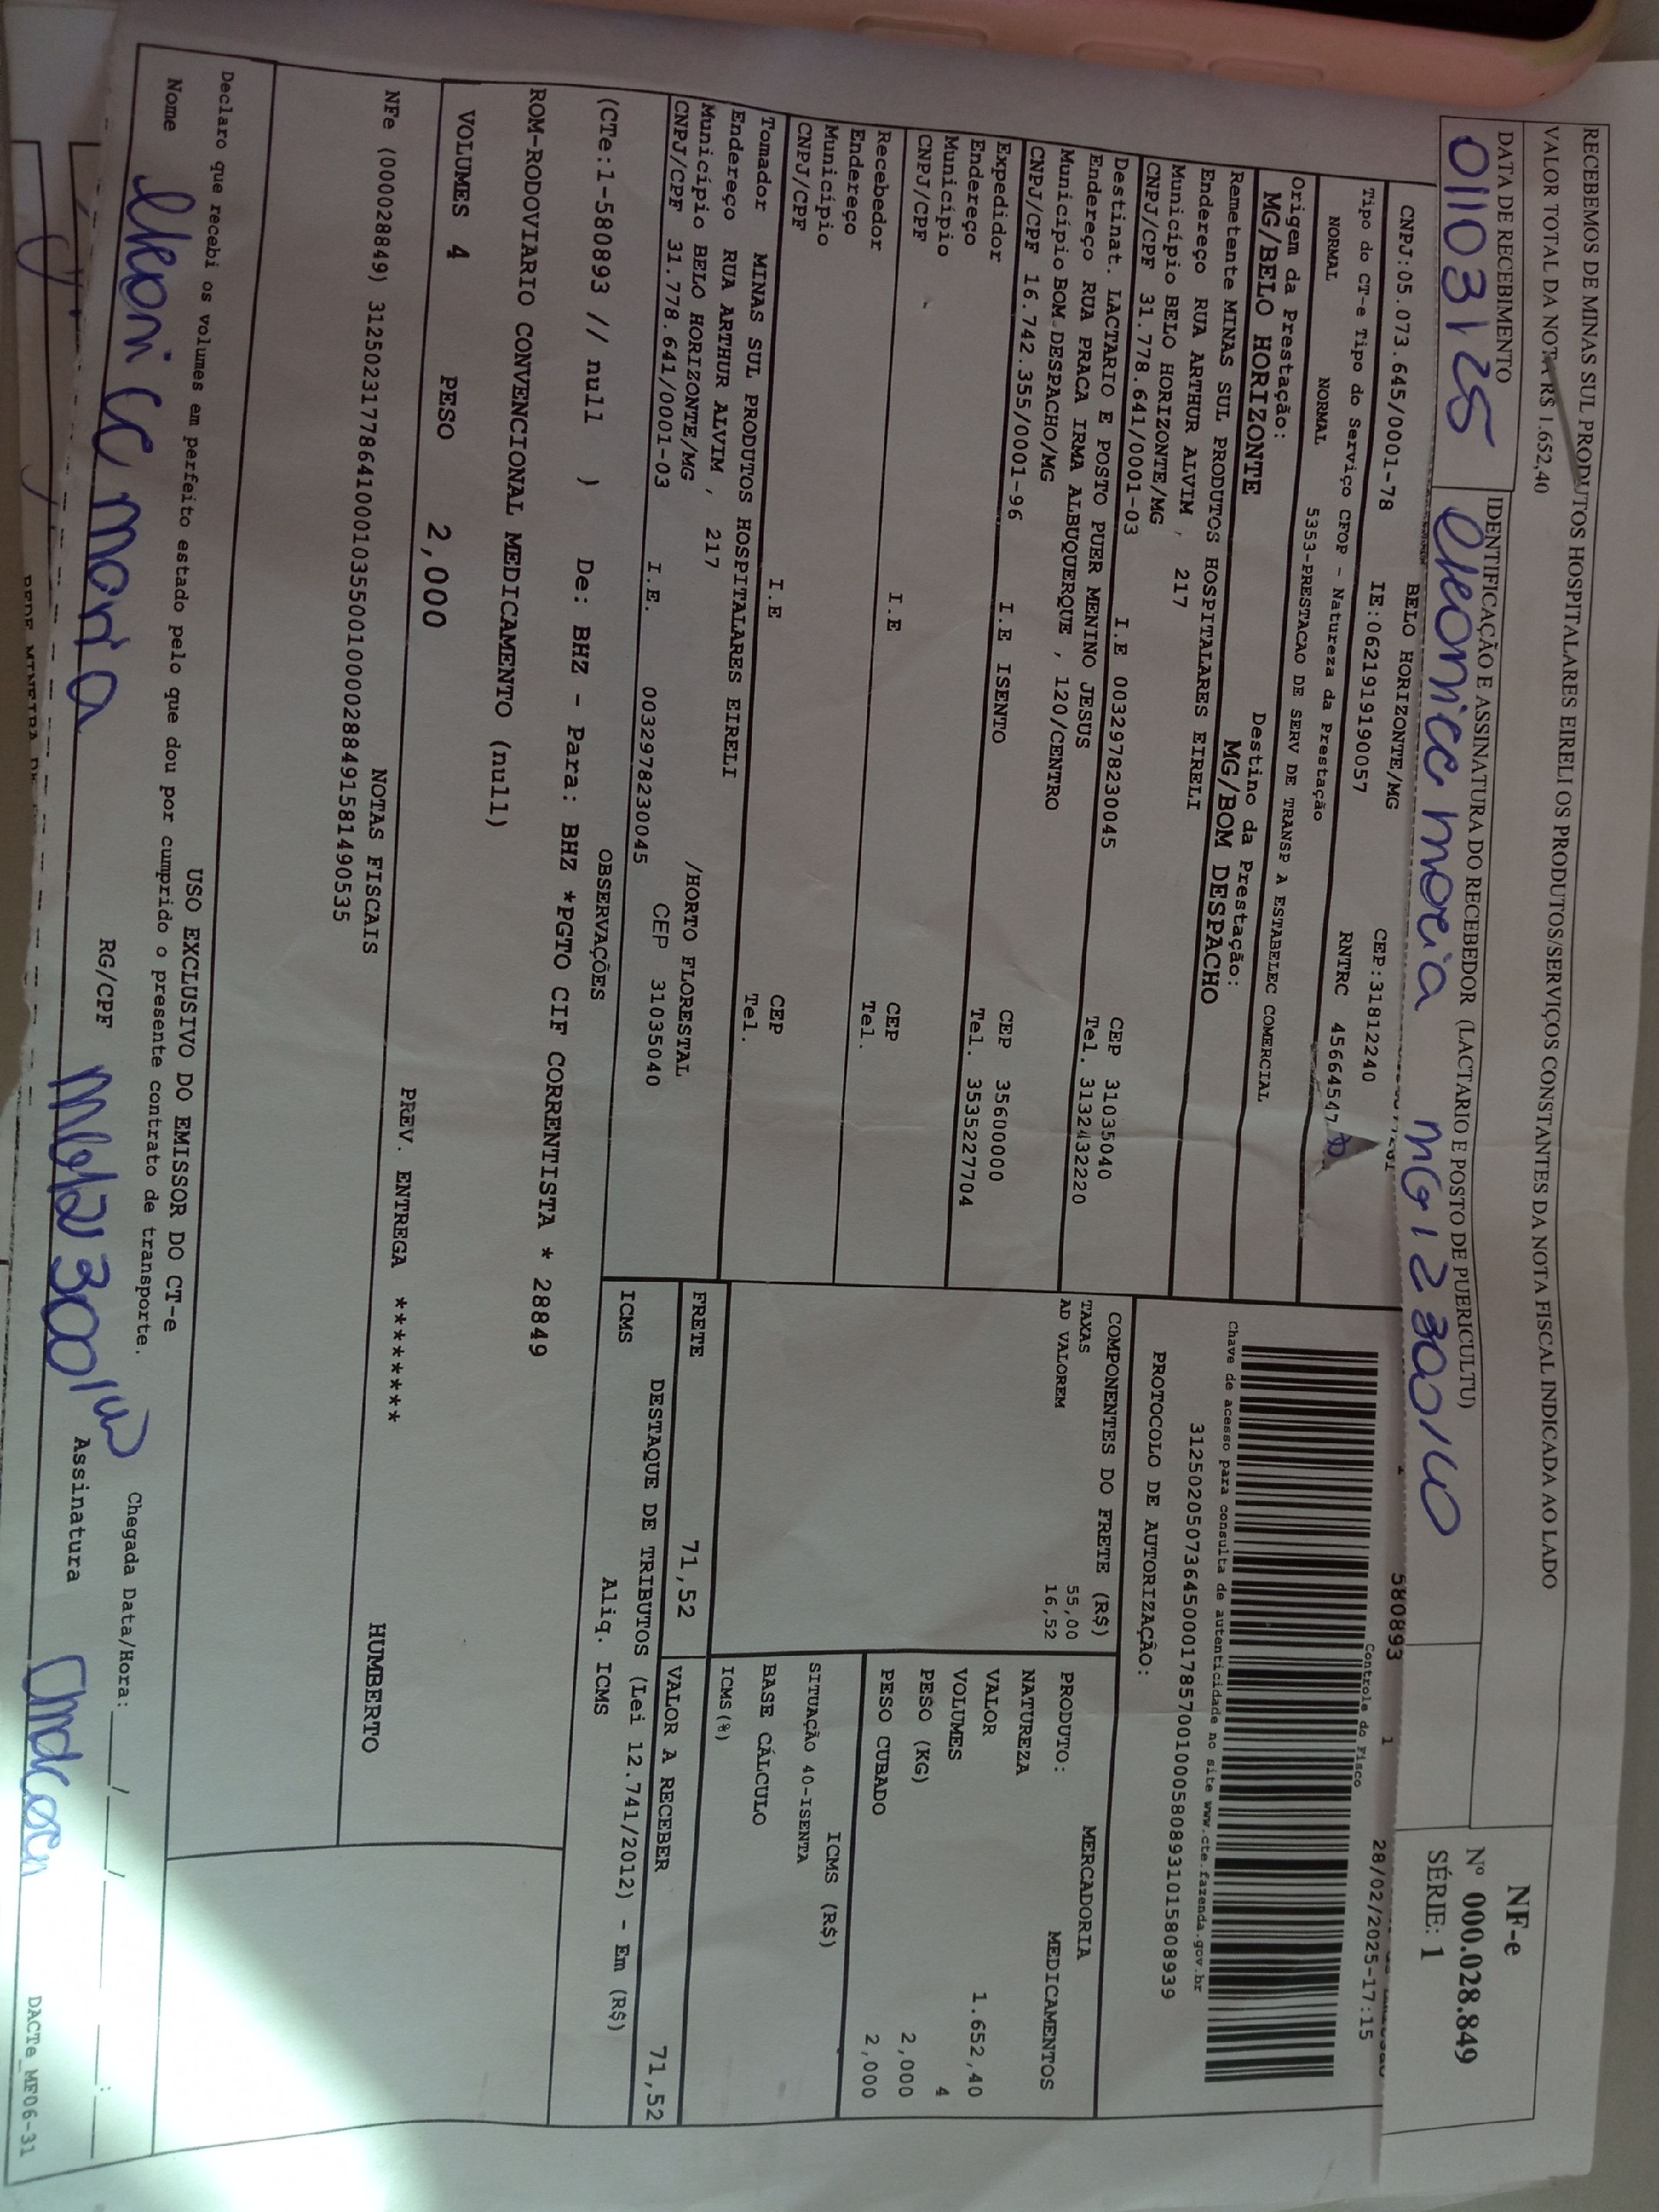 RECEBEMOS DE MINAS SUL PRODUTOS HOSPITALARES EIRELI OS PRODUTOS/SERVIÇOS CONSTANTES DA NOTA FISCAL INDICADA AO LADO
VALOR TOTAL DA NOTA R$ 1.652,40
NF-e
Nº 000.028.849
SÉRIE: 1
DATA DE RECEBIMENTO
01/03/25
IDENTIFICAÇÃO E ASSINATURA DO RECEBEDOR (LACTARIO E POSTO DE PUERICULTU)
MG12300140
BELO HORIZONTE/MG
580893 1 28/02/2025-17:15
CNPJ:05.073.645/0001-78 IE:0621919190057 CEP:31812240
Tipo do CT-e Tipo do Serviço CFOP - Natureza da Prestação RNTRC 45664547
NORMAL NORMAL 5353-PRESTACAO DE SERV DE TRANSP A ESTABELEC COMERCIAL
Origem da Prestação: Destino da Prestação:
MG/BELO HORIZONTE MG/BOM DESPACHO
Remetente MINAS SUL PRODUTOS HOSPITALARES EIRELI
Endereço RUA ARTHUR ALVIM , 217
Município BELO HORIZONTE/MG CEP 31035040
CNPJ/CPF 31.778.641/0001-03 I.E 0032978230045 Tel. 3132432220
Destinat. LACTARIO E POSTO PUER MENINO JESUS
Endereço RUA PRACA IRMA ALBUQUERQUE , 120/CENTRO
Município BOM DESPACHO/MG CEP 35600000
CNPJ/CPF 16.742.355/0001-96 I.E ISENTO Tel. 3535227704
Expedidor
Endereço
Município CEP
CNPJ/CPF I.E Tel.
Recebedor
Endereço
Município CEP
CNPJ/CPF I.E Tel.
Tomador MINAS SUL PRODUTOS HOSPITALARES EIRELI
Endereço RUA ARTHUR ALVIM , 217 /HORTO FLORESTAL
Município BELO HORIZONTE/MG
CNPJ/CPF 31.778.641/0001-03 I.E. 0032978230045 CEP 31035040
Controle do Fisco
Chave de acesso para consulta de autenticidade no site www.cte.fazenda.gov.br
31250205073645000178570010005808931015808939
PROTOCOLO DE AUTORIZAÇÃO:
COMPONENTES DO FRETE (R$)
TAXAS 55,00
AD VALOREM 16,52
MERCADORIA
PRODUTO: MEDICAMENTOS
NATUREZA
VALOR 1.652,40
VOLUMES 4
PESO (KG) 2,000
PESO CUBADO 2,000
ICMS (R$)
SITUAÇÃO 40-ISENTA
BASE CÁLCULO
ICMS(%)
FRETE 71,52
VALOR A RECEBER 71,52
DESTAQUE DE TRIBUTOS (Lei 12.741/2012) - Em (R$)
ICMS Aliq. ICMS
OBSERVAÇÕES
(CTe:1-580893 // null ) De: BHZ - Para: BHZ *PGTO CIF CORRENTISTA * 28849
ROM-RODOVIARIO CONVENCIONAL MEDICAMENTO (null)
VOLUMES 4 PESO 2,000
PREV. ENTREGA ******** HUMBERTO
NOTAS FISCAIS
NFe (000028849) 31250231778641000103550010000288491581490535
USO EXCLUSIVO DO EMISSOR DO CT-e
Declaro que recebi os volumes em perfeito estado pelo que dou por cumprido o presente contrato de transporte.
Chegada Data/Hora: ___/___/___ ___:___
Nome RG/CPF Assinatura
DACTe_MF06-31